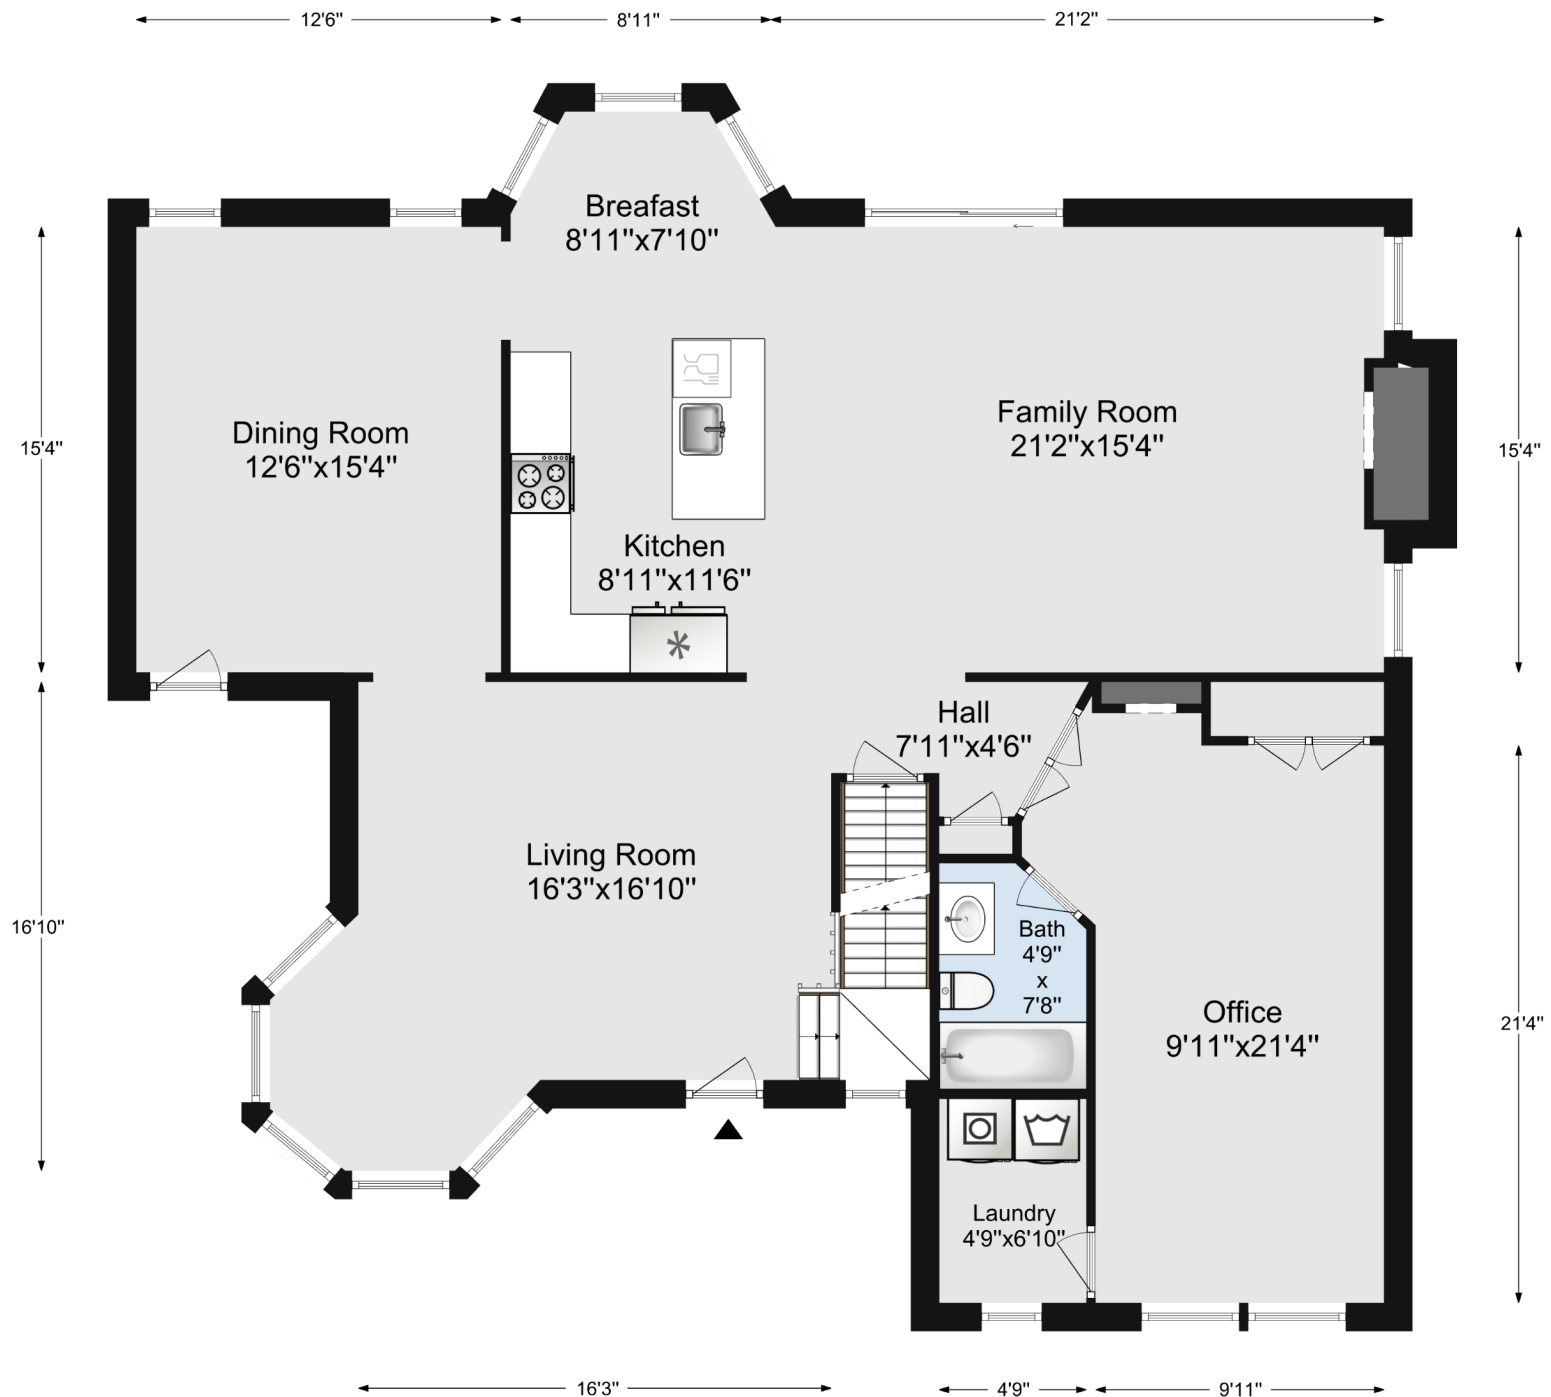 12'6"
8'11"
21'2"
Breafast
8'11"x7'10"
Dining Room
12'6"x15'4"
Family Room
21'2"x15'4"
15'4"
15'4"
Kitchen
8'11"x11'6"
Hall
7'11"x4'6"
Living Room
16'3"x16'10"
16'10"
Bath
4'9"
x
7'8"
Office
9'11"x21'4"
21'4"
Laundry
4'9"x6'10"
16'3"
4'9"
9'11"